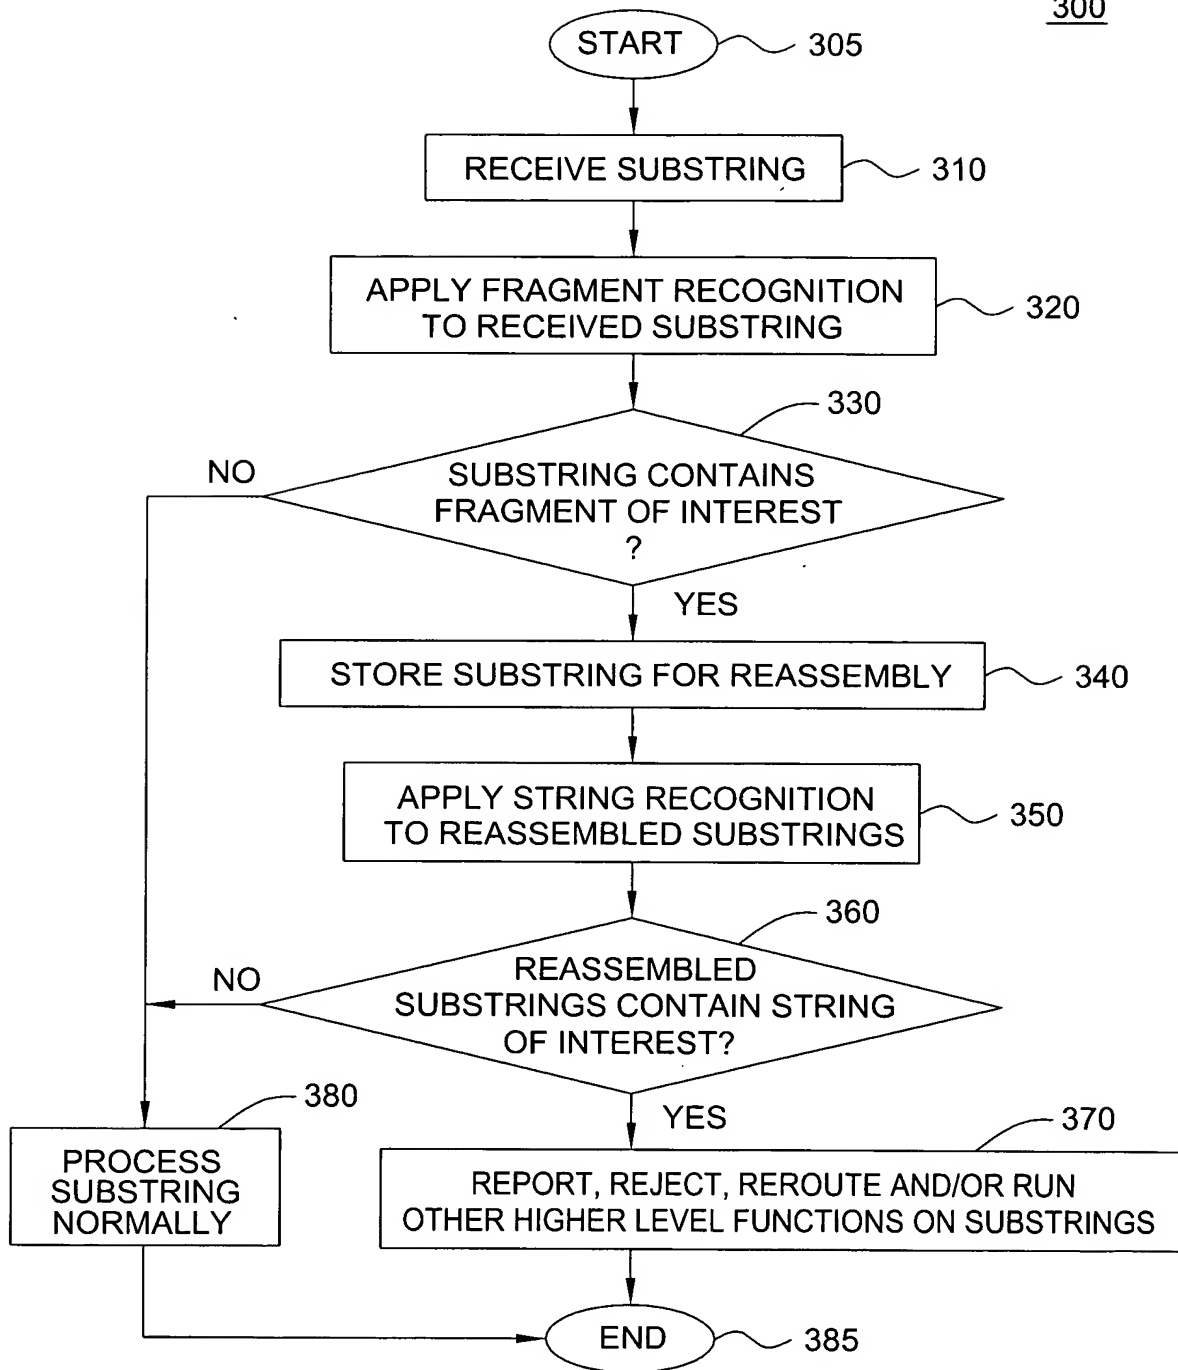 300
START
305
RECEIVE SUBSTRING
310
APPLY FRAGMENT RECOGNITION
TO RECEIVED SUBSTRING
320
330
NO
SUBSTRING CONTAINS
FRAGMENT OF INTEREST
?
YES
STORE SUBSTRING FOR REASSEMBLY
340
APPLY STRING RECOGNITION
TO REASSEMBLED SUBSTRINGS
350
360
NO
REASSEMBLED
SUBSTRINGS CONTAIN STRING
OF INTEREST?
YES
380
PROCESS
SUBSTRING
NORMALLY
370
REPORT, REJECT, REROUTE AND/OR RUN
OTHER HIGHER LEVEL FUNCTIONS ON SUBSTRINGS
END
385